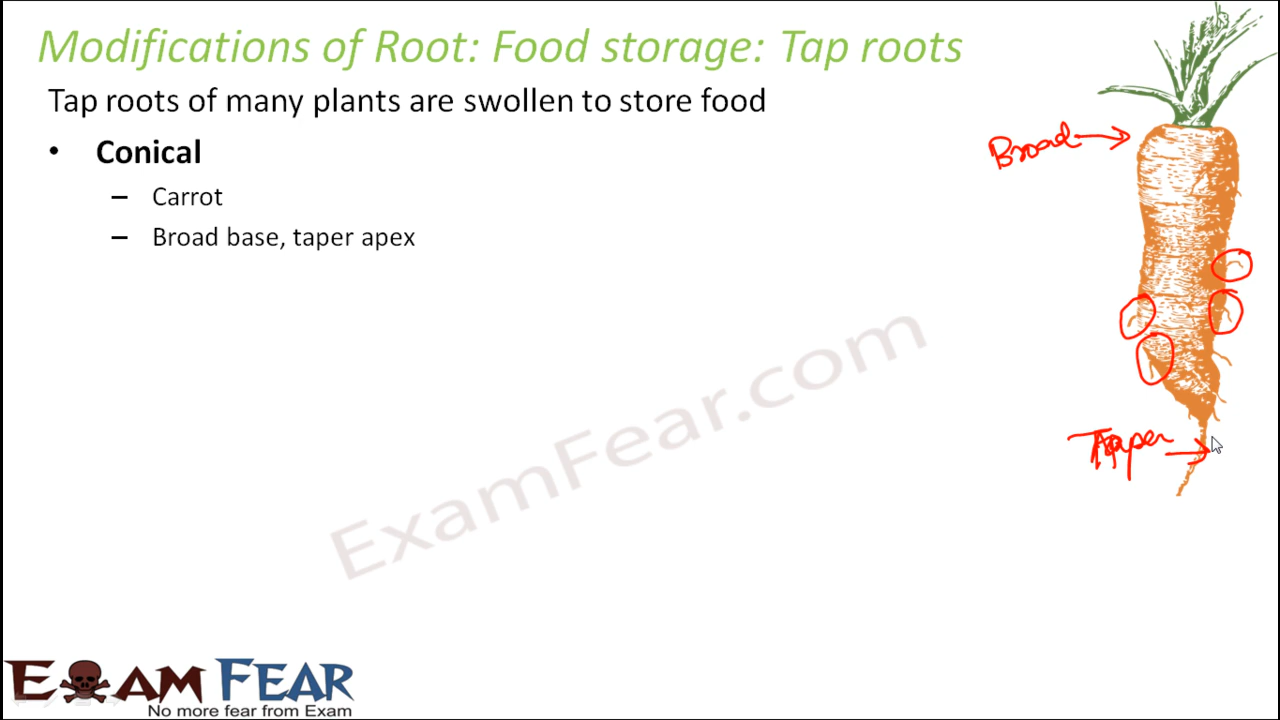 Modifications of Root: Food storage: Tap roots
Tap roots of many plants are swollen to store food
• Conical
– Carrot
– Broad base, taper apex
Broad
Taper
ExamFear.com
EXAM FEAR
No more fear from Exam